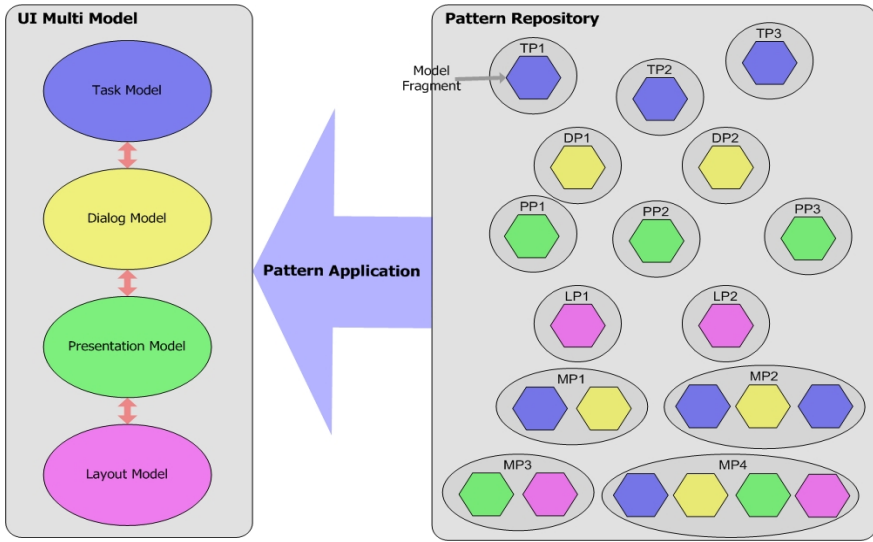 UI Multi Model
Task Model
Dialog Model
Presentation Model
Layout Model
Pattern Application
Pattern Repository
Model
Fragment
TP1
TP2
TP3
DP1
DP2
PP1
PP2
PP3
LP1
LP2
MP1
MP2
MP3
MP4